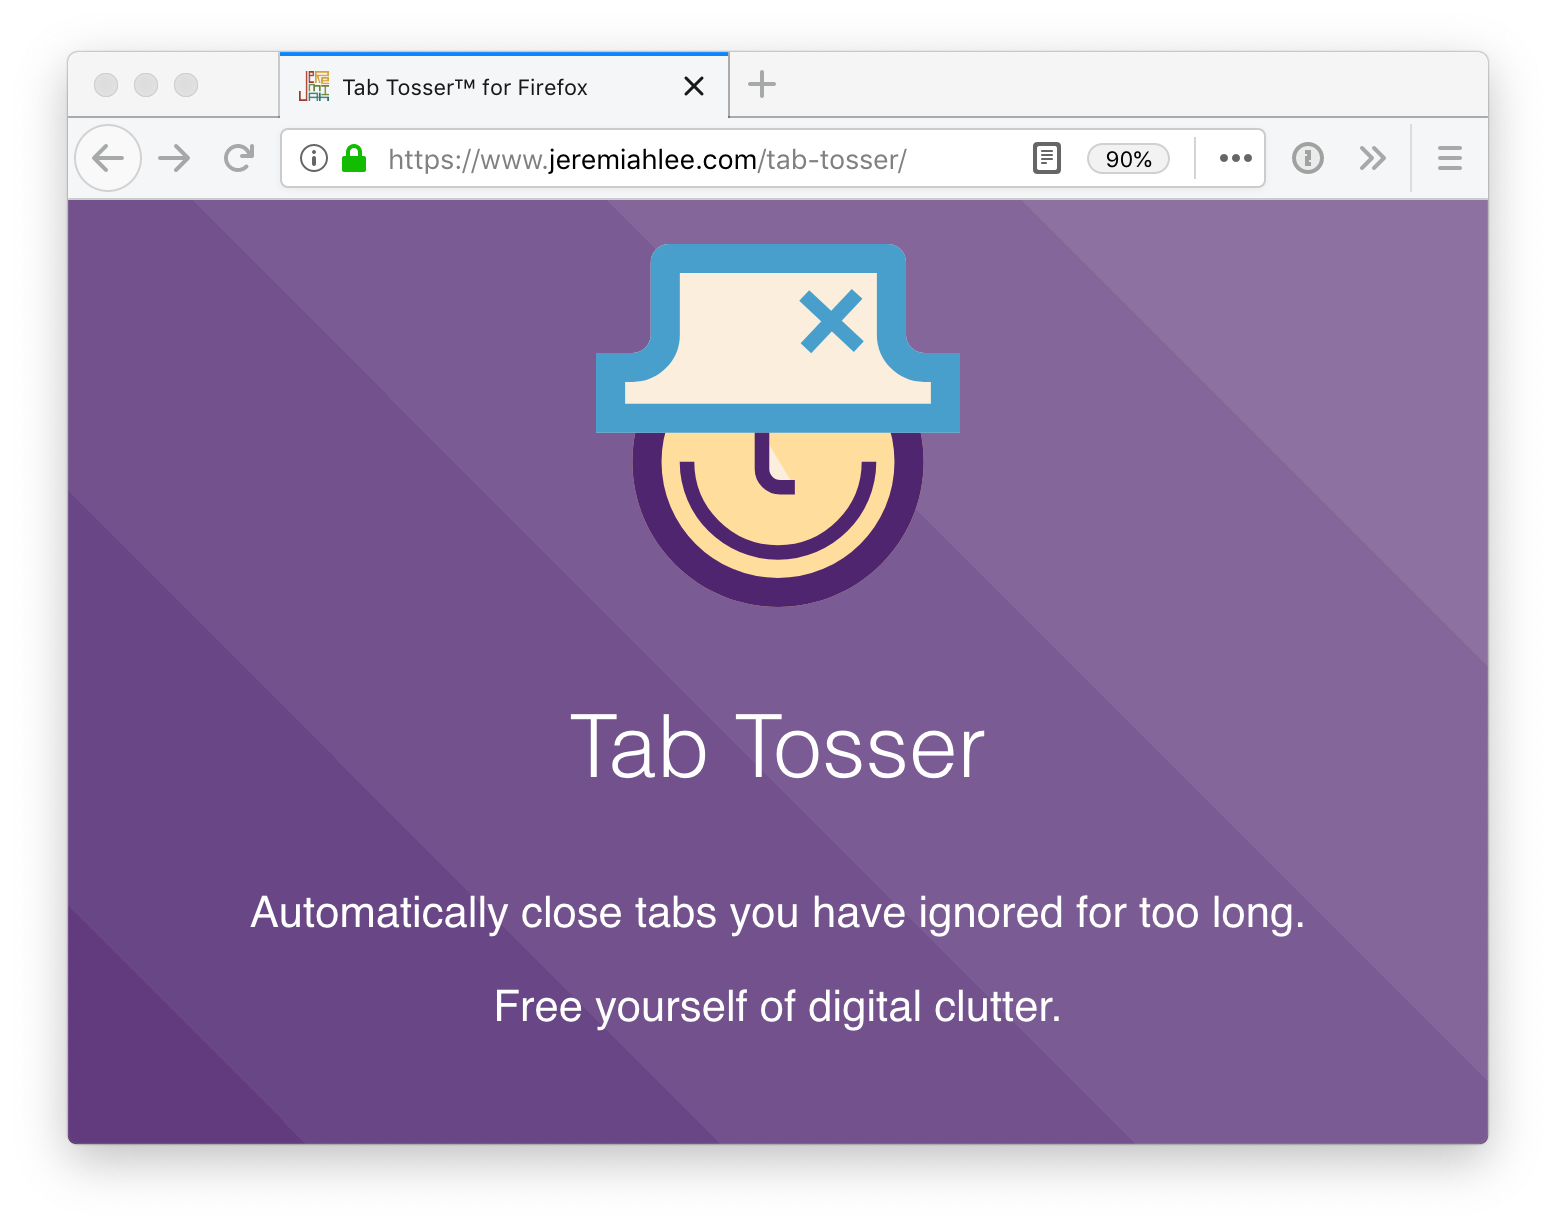 Tab Tosser™ for Firefox
https://www.jeremiahlee.com/tab-tosser/ 90%
Tab Tosser
Automatically close tabs you have ignored for too long.
Free yourself of digital clutter.